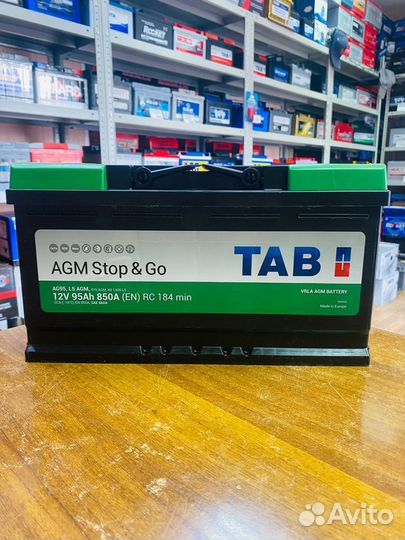 ROCKET
AGM Stop & Go
TAB
AG95, L5 AGM,
12V 95Ah 850A (EN) RC 184 min
VRLA AGM BATTERY
Made in Europe
Avito